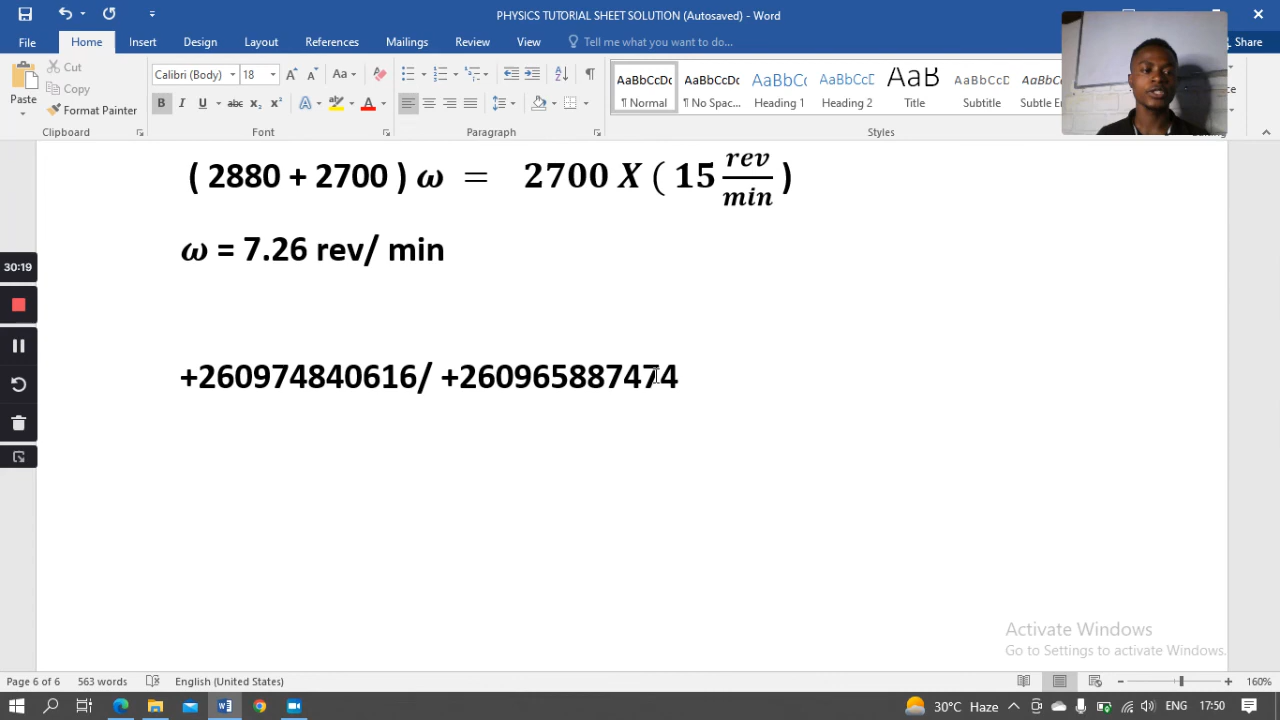 PHYSICS TUTORIAL SHEET SOLUTION (Autosaved) - Word
File Home Insert Design Layout References Mailings Review View Tell me what you want to do... Share
Cut
Copy
Format Painter
Paste
Calibri (Body) 18
Clipboard Font Paragraph Styles
AaBbCcDc AaBbCcDc AaBbCc AaBbCcD AaB AaBbCcD
¶ Normal ¶ No Spac... Heading 1 Heading 2 Title Subtitle
( 2880 + 2700 ) ω = 2700 X ( 15 rev/min )
ω = 7.26 rev/ min
+260974840616/ +260965887474
30:19
Activate Windows
Go to Settings to activate Windows.
Page 6 of 6 563 words English (United States) 160%
30°C Haze ENG 17:50